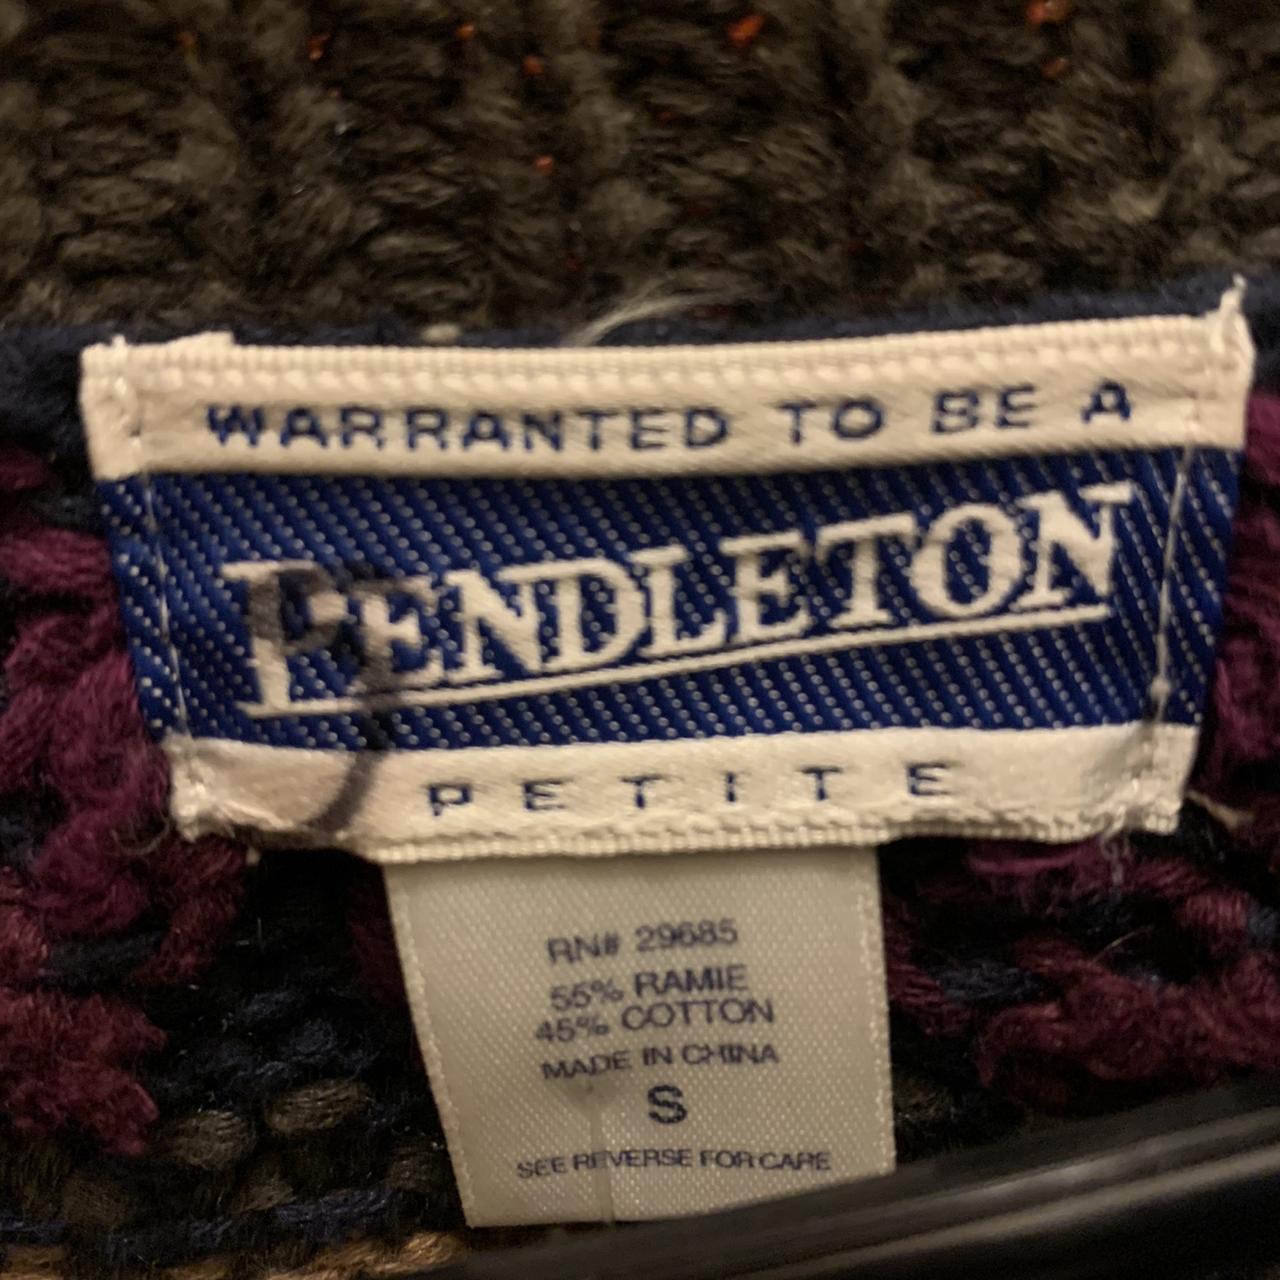 WARRANTED TO BE A
PENDLETON
PETITE
RN# 29685
55% RAMIE
45% COTTON
MADE IN CHINA
S
SEE REVERSE FOR CARE